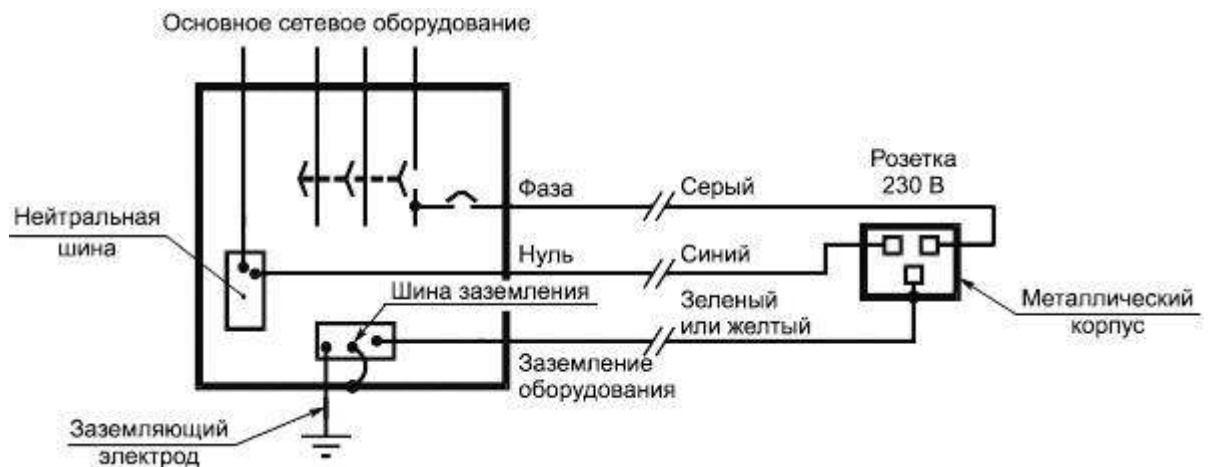 Основное сетевое оборудование
Розетка
230 В
Фаза
Серый
Нейтральная
шина
Нуль
Синий
Шина заземления
Зеленый
или желтый
Металлический
корпус
Заземление
оборудования
Заземляющий
электрод